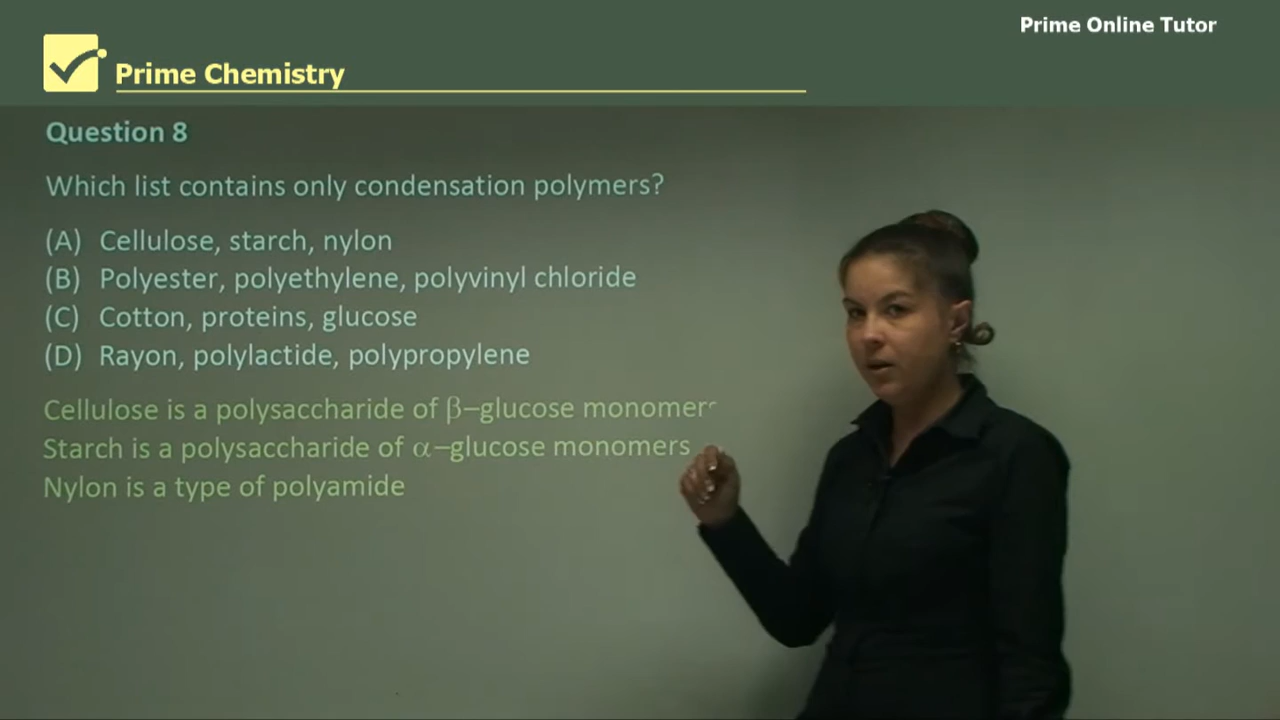 Prime Online Tutor
Prime Chemistry
Question 8
Which list contains only condensation polymers?
(A) Cellulose, starch, nylon
(B) Polyester, polyethylene, polyvinyl chloride
(C) Cotton, proteins, glucose
(D) Rayon, polylactide, polypropylene
Cellulose is a polysaccharide of β–glucose monomers
Starch is a polysaccharide of α–glucose monomers
Nylon is a type of polyamide